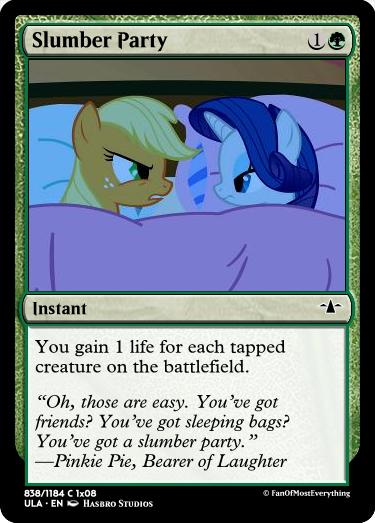 Slumber Party 1
Instant
You gain 1 life for each tapped
creature on the battlefield.
“Oh, those are easy. You’ve got
friends? You’ve got sleeping bags?
You’ve got a slumber party.”
—Pinkie Pie, Bearer of Laughter
838/1184 C 1x08
ULA • EN Hasbro Studios
© FanOfMostEverything